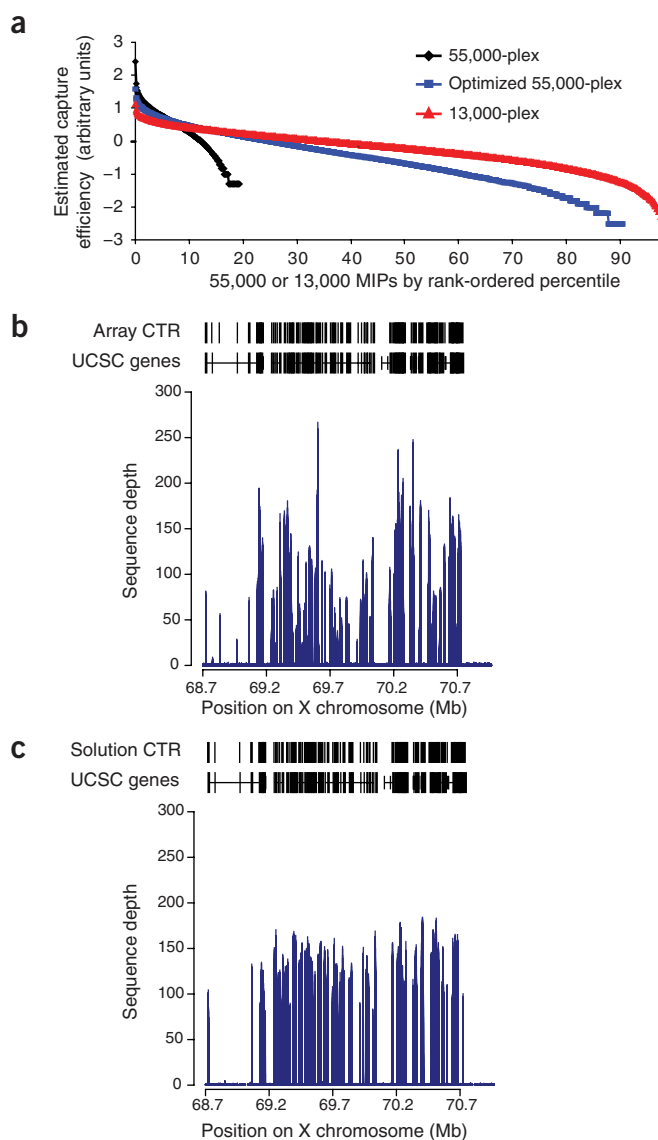 a
3
2
1
0
−1
−2
−3
Estimated capture
efficiency (arbitrary units)
55,000-plex
Optimized 55,000-plex
13,000-plex
0 10 20 30 40 50 60 70 80 90
55,000 or 13,000 MIPs by rank-ordered percentile
b
Array CTR
UCSC genes
300
250
200
150
100
50
0
Sequence depth
68.7 69.2 69.7 70.2 70.7
Position on X chromosome (Mb)
c
Solution CTR
UCSC genes
300
250
200
150
100
50
0
Sequence depth
68.7 69.2 69.7 70.2 70.7
Position on X chromosome (Mb)